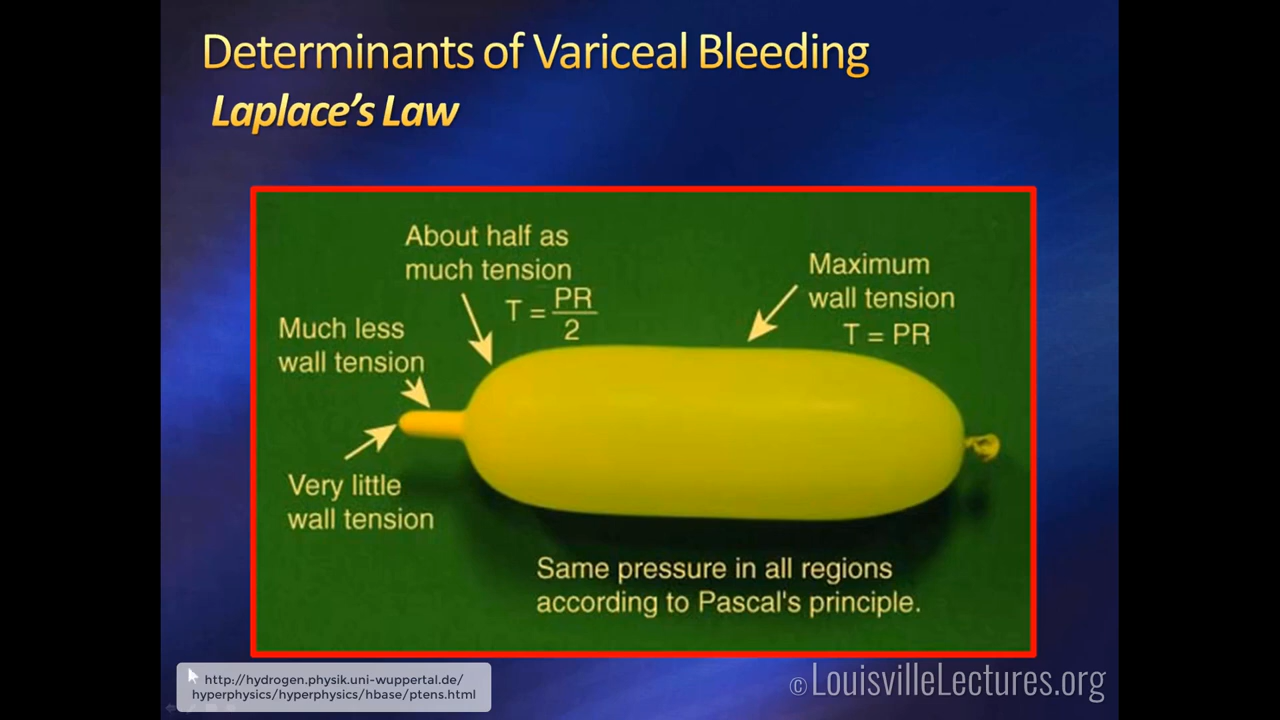 Determinants of Variceal Bleeding
Laplace's Law
About half as
much tension
T = PR/2
Maximum
wall tension
T = PR
Much less
wall tension
Very little
wall tension
Same pressure in all regions
according to Pascal's principle.
http://hydrogen.physik.uni-wuppertal.de/
hyperphysics/hyperphysics/hbase/ptens.html
© LouisvilleLectures.org